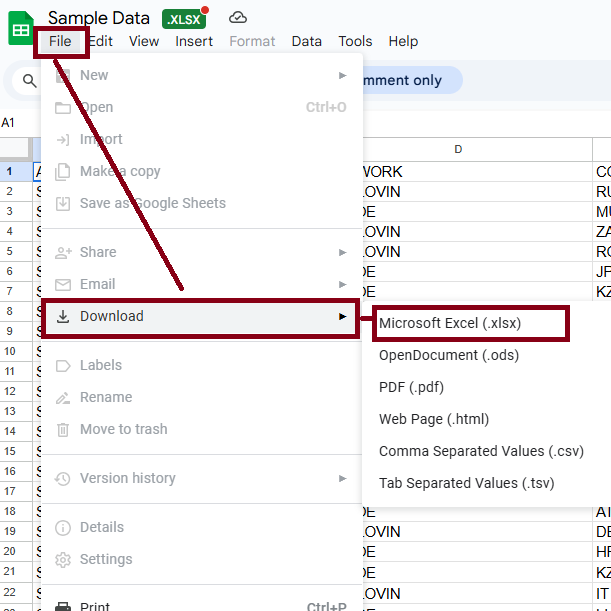 Sample Data .XLSX
File Edit View Insert Format Data Tools Help
New
mment only
Open Ctrl+O
A1
Import
D
Make a copy
1 WORK CO
2 S LOVIN RU
Save as Google Sheets
3 S DE MU
4 S LOVIN ZA
Share
5 S LOVIN RO
6 S DE JP
Email
7 S DE KZ
Download
8 S
Microsoft Excel (.xlsx)
9 S
OpenDocument (.ods)
10 S
Labels
11 S
PDF (.pdf)
12 S
Rename
13 S
Web Page (.html)
Move to trash
14 S
15 S
Comma Separated Values (.csv)
16 S
Version history
Tab Separated Values (.tsv)
17 S
18 S DE AT
Details
19 S LOVIN DE
20 S DE HR
Settings
21 S DE KZ
22 S LOVIN IT
Print Ctrl+P